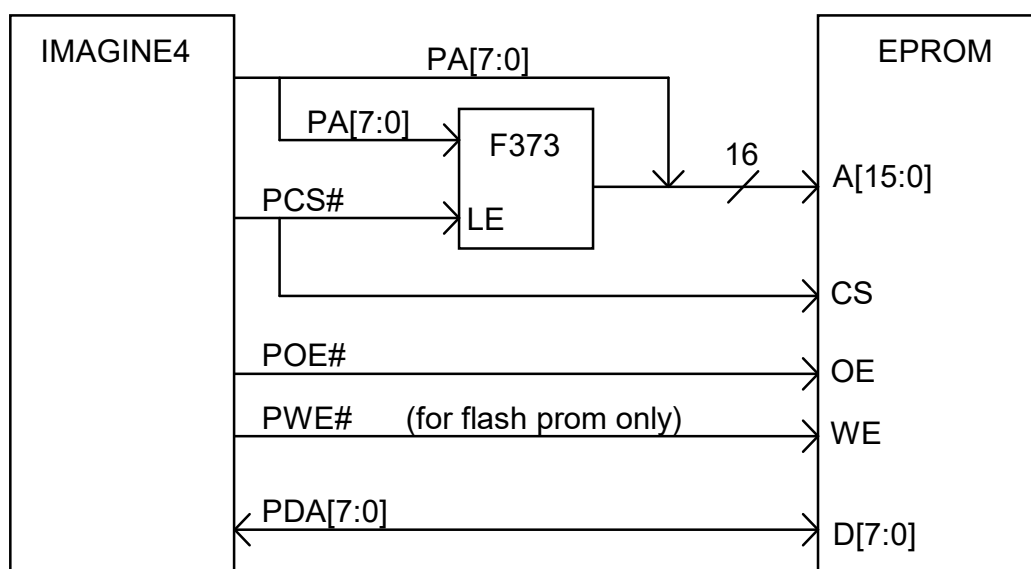 IMAGINE4
EPROM
PA[7:0]
PA[7:0]
F373
16
A[15:0]
PCS#
LE
CS
POE#
OE
PWE# (for flash prom only)
WE
PDA[7:0]
D[7:0]